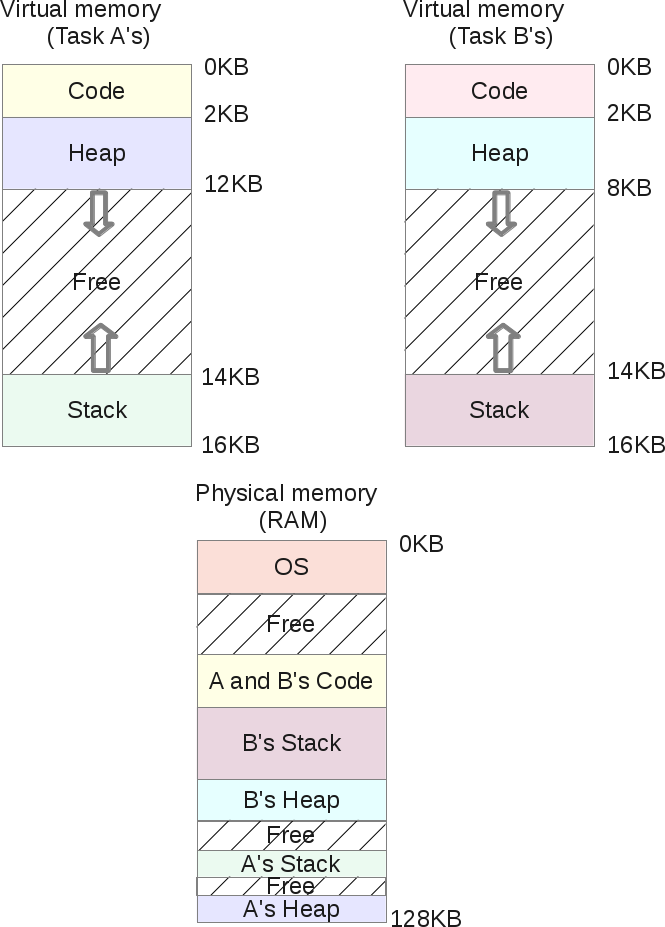 Virtual memory
(Task A's)
0KB
Code
2KB
Heap
12KB
Free
14KB
Stack
16KB
Virtual memory
(Task B's)
0KB
Code
2KB
Heap
8KB
Free
14KB
Stack
16KB
Physical memory
(RAM)
0KB
OS
Free
A and B's Code
B's Stack
B's Heap
Free
A's Stack
Free
A's Heap
128KB